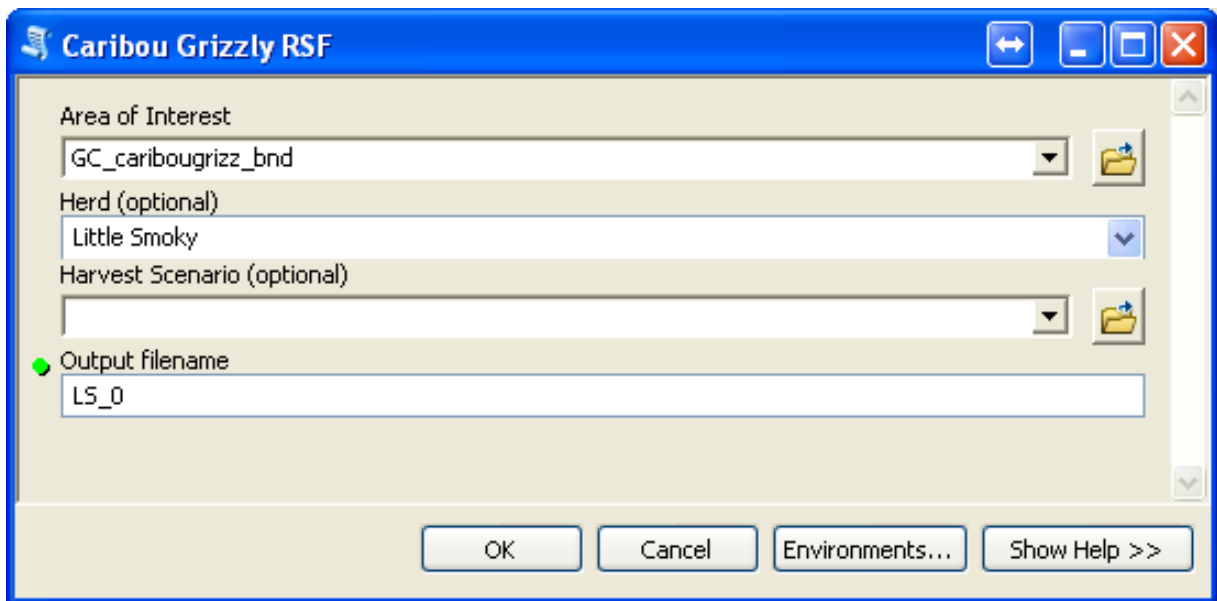 Caribou Grizzly RSF
Area of Interest
GC_caribougrizz_bnd
Herd (optional)
Little Smoky
Harvest Scenario (optional)
Output filename
LS_0
OK Cancel Environments... Show Help >>